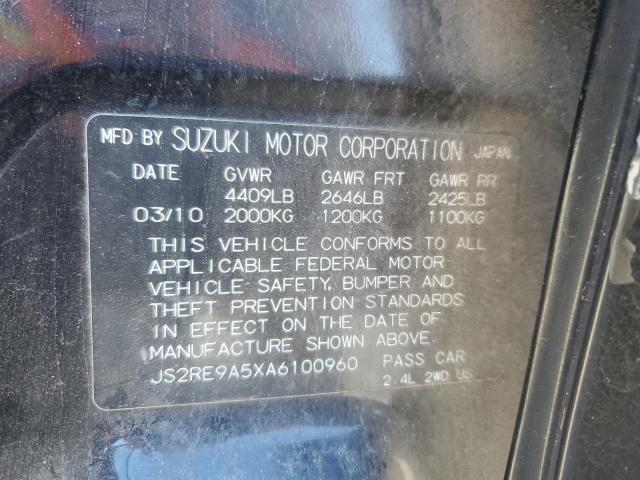 MFD BY SUZUKI MOTOR CORPORATION JAPAN
DATE GVWR GAWR FRT GAWR RR
4409LB 2646LB 2425LB
03/10 2000KG 1200KG 1100KG
THIS VEHICLE CONFORMS TO ALL
APPLICABLE FEDERAL MOTOR
VEHICLE SAFETY, BUMPER AND
THEFT PREVENTION STANDARDS
IN EFFECT ON THE DATE OF
MANUFACTURE SHOWN ABOVE.
JS2RE9A5XA6100960 PASS CAR
2.4L 2WD US